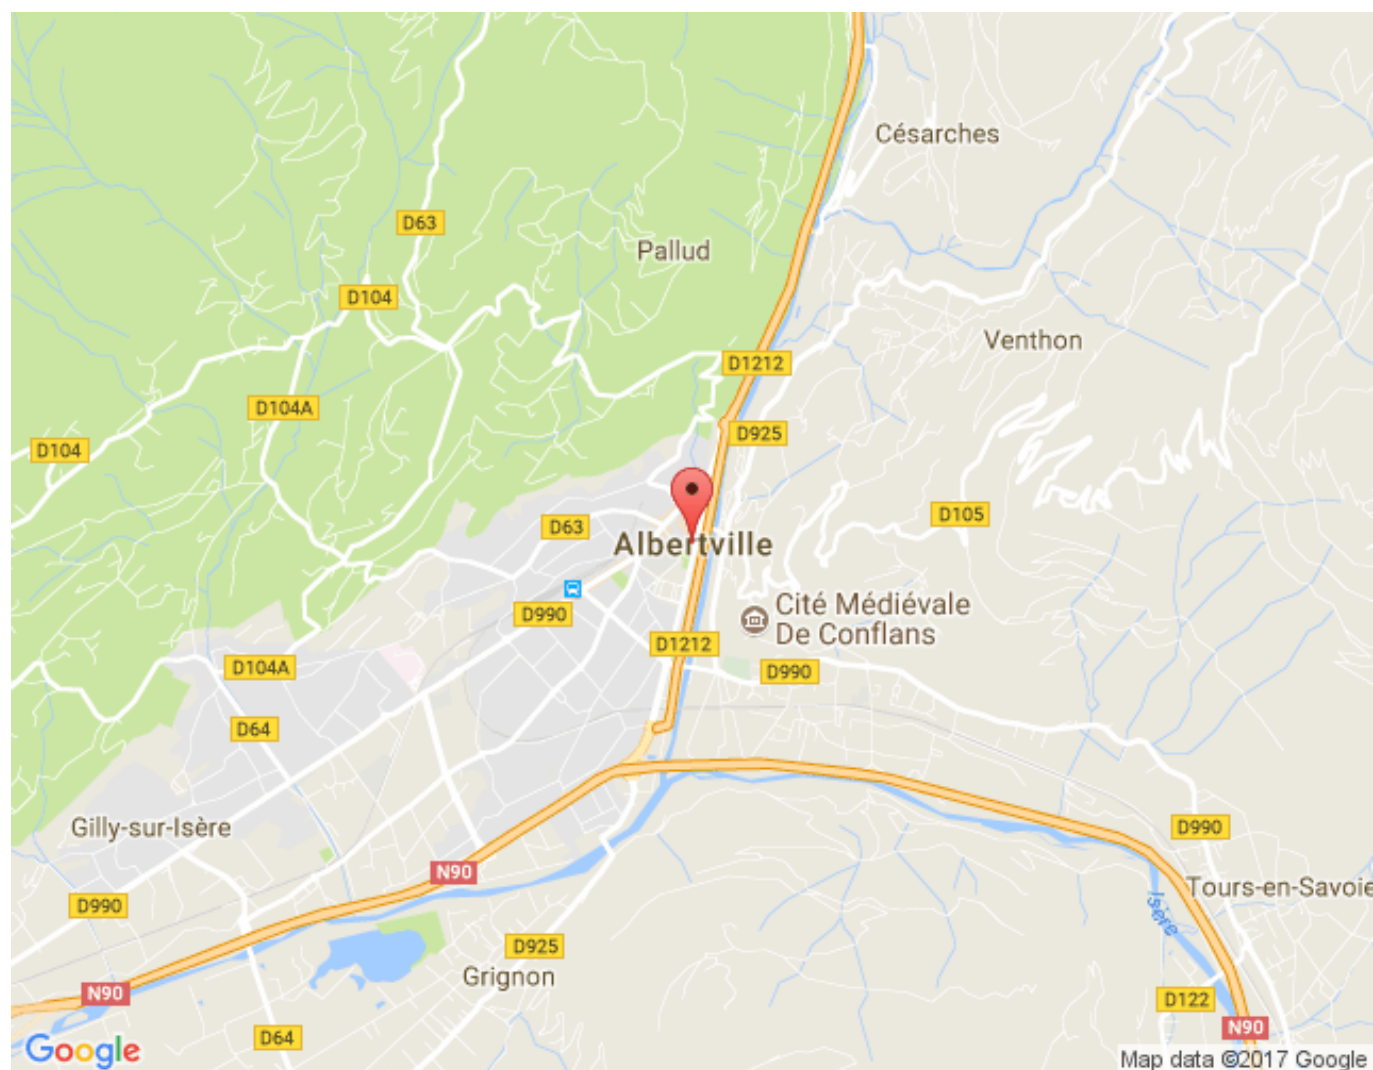 Césarches
D63
Pallud
D104
Venthon
D1212
D104A
D925
D104
D105
D63
Albertville
Cité Médiévale
De Conflans
D990
D1212
D104A
D990
D64
Gilly-sur-Isère
D990
N90
Tours-en-Savoie
D990
Isère
D925
Grignon
N90
D122
N90
D64
Google
Map data ©2017 Google